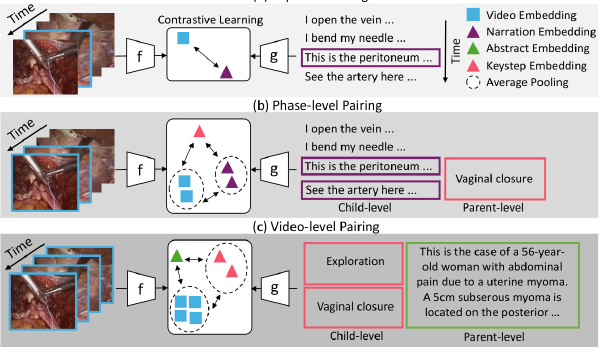 Time
Contrastive Learning
f
g
I open the vein ...
I bend my needle ...
This is the peritoneum ...
See the artery here ...
Time
Video Embedding
Narration Embedding
Abstract Embedding
Keystep Embedding
Average Pooling
(b) Phase-level Pairing
Time
f
g
I open the vein ...
I bend my needle ...
This is the peritoneum ...
See the artery here ...
Child-level
Vaginal closure
Parent-level
(c) Video-level Pairing
Time
f
g
Exploration
Vaginal closure
Child-level
This is the case of a 56-year-
old woman with abdominal
pain due to a uterine myoma.
A 5cm subserous myoma is
located on the posterior ...
Parent-level